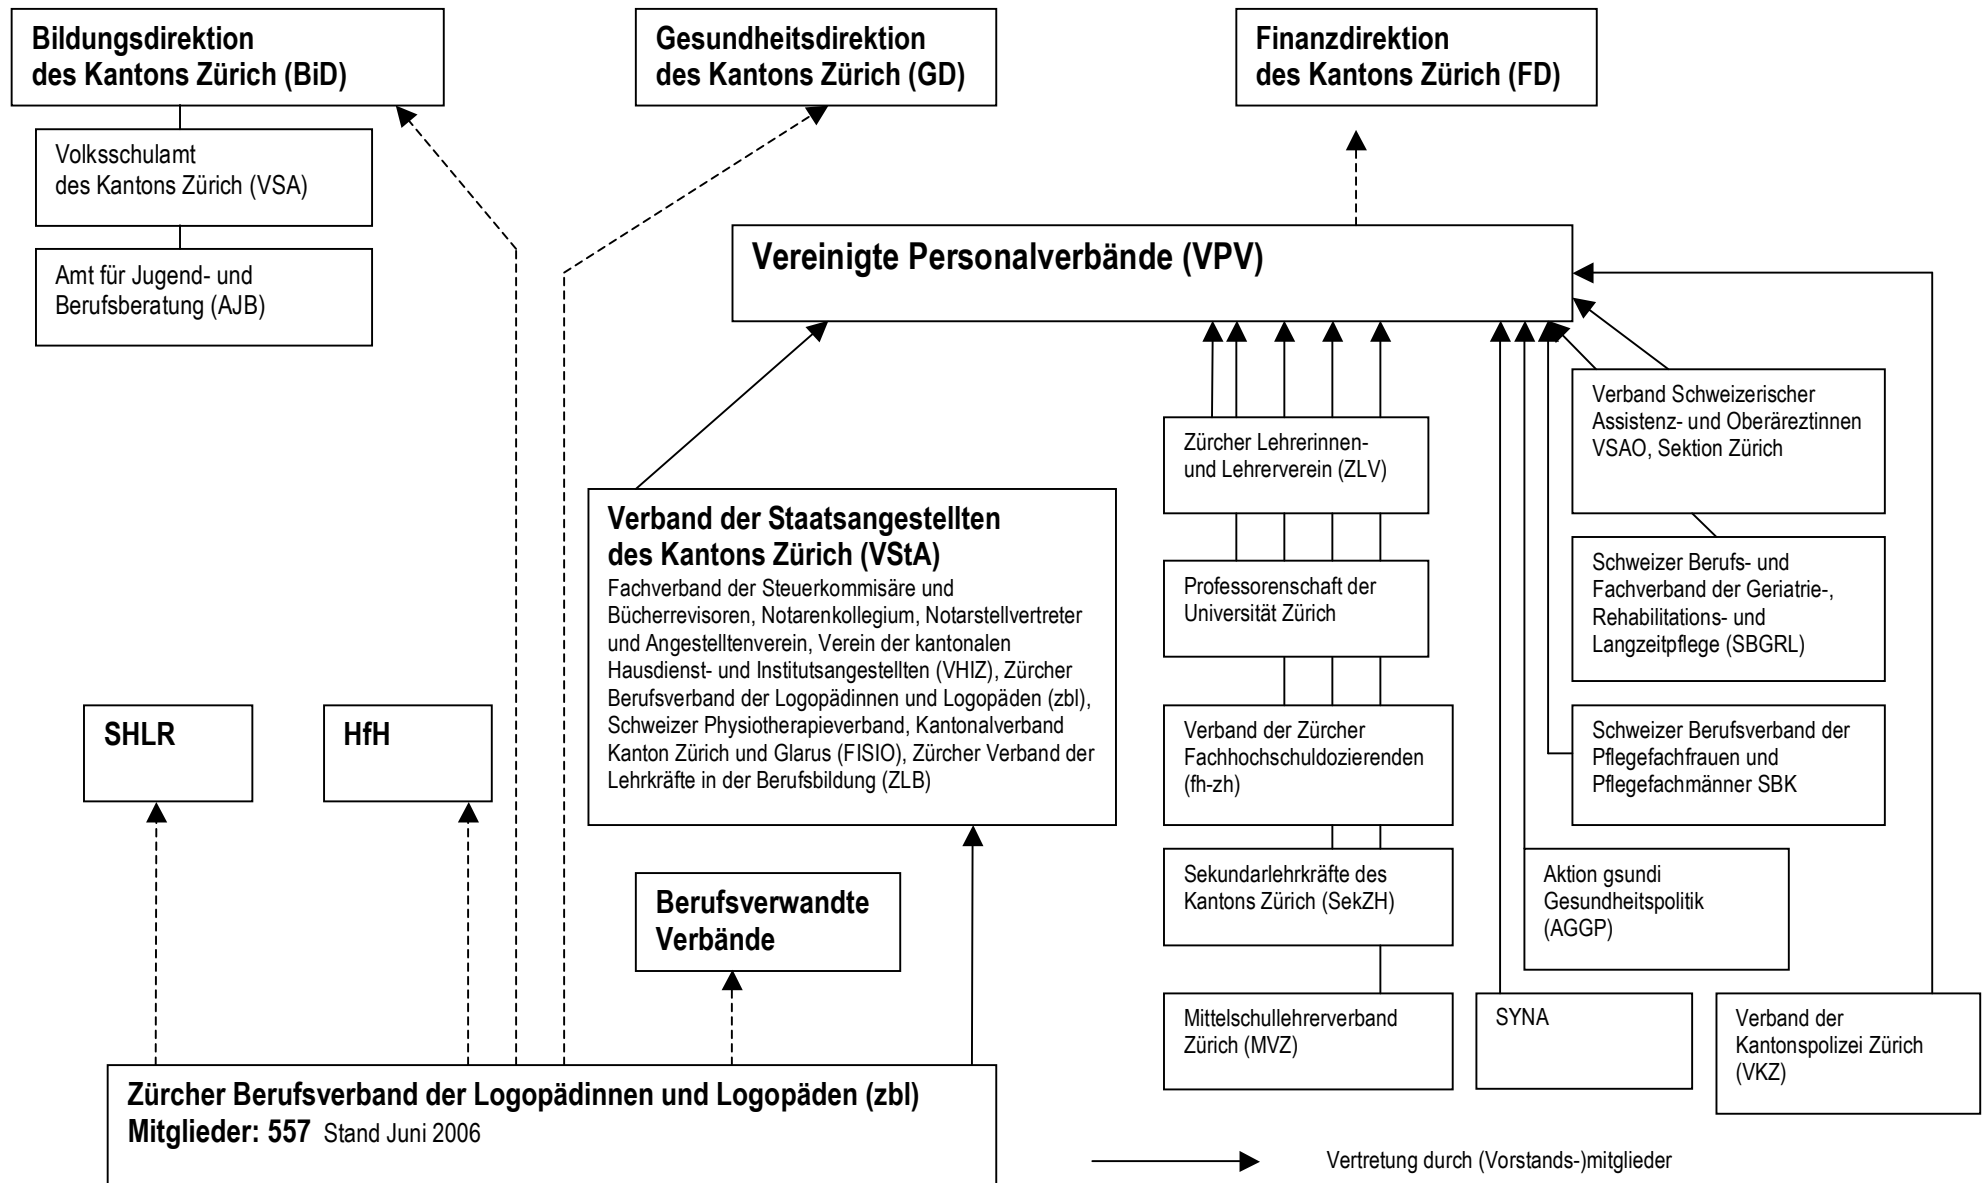 Bildungsdirektion
des Kantons Zürich (BiD)
Gesundheitsdirektion
des Kantons Zürich (GD)
Finanzdirektion
des Kantons Zürich (FD)
Volksschulamt
des Kantons Zürich (VSA)
Amt für Jugend- und
Berufsberatung (AJB)
Vereinigte Personalverbände (VPV)
Verband Schweizerischer
Assistenz- und Oberäreztinnen
VSAO, Sektion Zürich
Zürcher Lehrerinnen-
und Lehrerverein (ZLV)
Verband der Staatsangestellten
des Kantons Zürich (VStA)
Fachverband der Steuerkommisäre und
Bücherrevisoren, Notarenkollegium, Notarstellvertreter
und Angestelltenverein, Verein der kantonalen
Hausdienst- und Institutsangestellten (VHIZ), Zürcher
Berufsverband der Logopädinnen und Logopäden (zbl),
Schweizer Physiotherapieverband, Kantonalverband
Kanton Zürich und Glarus (FISIO), Zürcher Verband der
Lehrkräfte in der Berufsbildung (ZLB)
Professorenschaft der
Universität Zürich
Schweizer Berufs- und
Fachverband der Geriatrie-,
Rehabilitations- und
Langzeitpflege (SBGRL)
SHLR
HfH
Verband der Zürcher
Fachhochschuldozierenden
(fh-zh)
Schweizer Berufsverband der
Pflegefachfrauen und
Pflegefachmänner SBK
Berufsverwandte
Verbände
Sekundarlehrkräfte des
Kantons Zürich (SekZH)
Aktion gsundi
Gesundheitspolitik
(AGGP)
Mittelschullehrerverband
Zürich (MVZ)
SYNA
Verband der
Kantonspolizei Zürich
(VKZ)
Zürcher Berufsverband der Logopädinnen und Logopäden (zbl)
Mitglieder: 557 Stand Juni 2006
Vertretung durch (Vorstands-)mitglieder